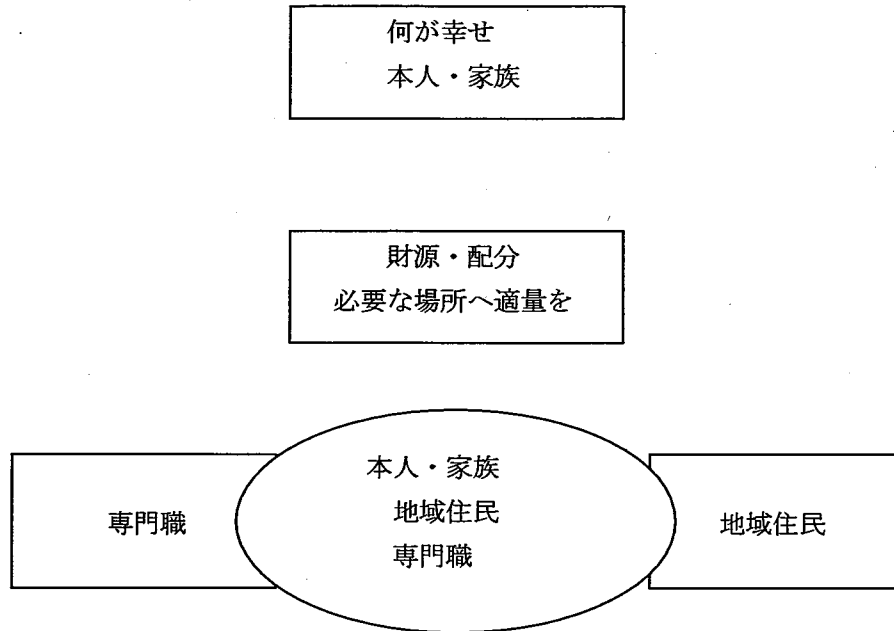 何が幸せ
本人・家族
財源・配分
必要な場所へ適量を
専門職
本人・家族
地域住民
専門職
地域住民